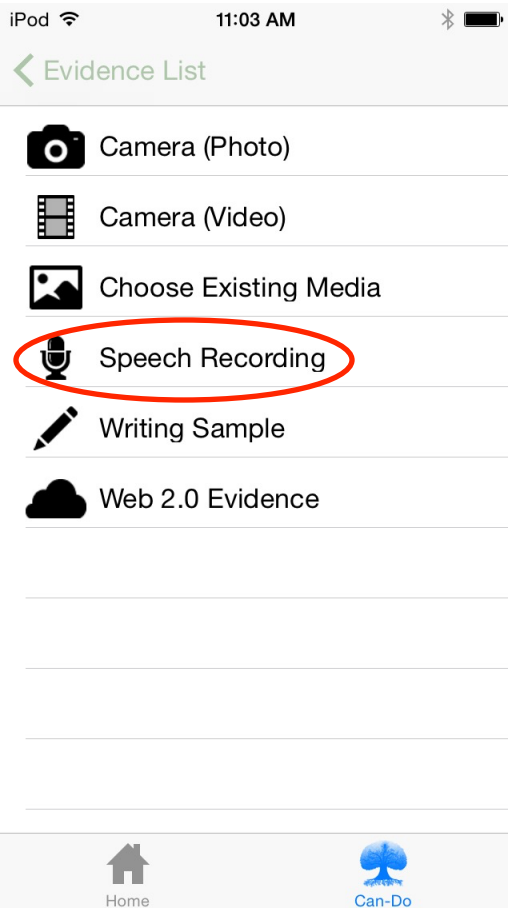 iPod 11:03 AM
Evidence List
Camera (Photo)
Camera (Video)
Choose Existing Media
Speech Recording
Writing Sample
Web 2.0 Evidence
Home Can-Do